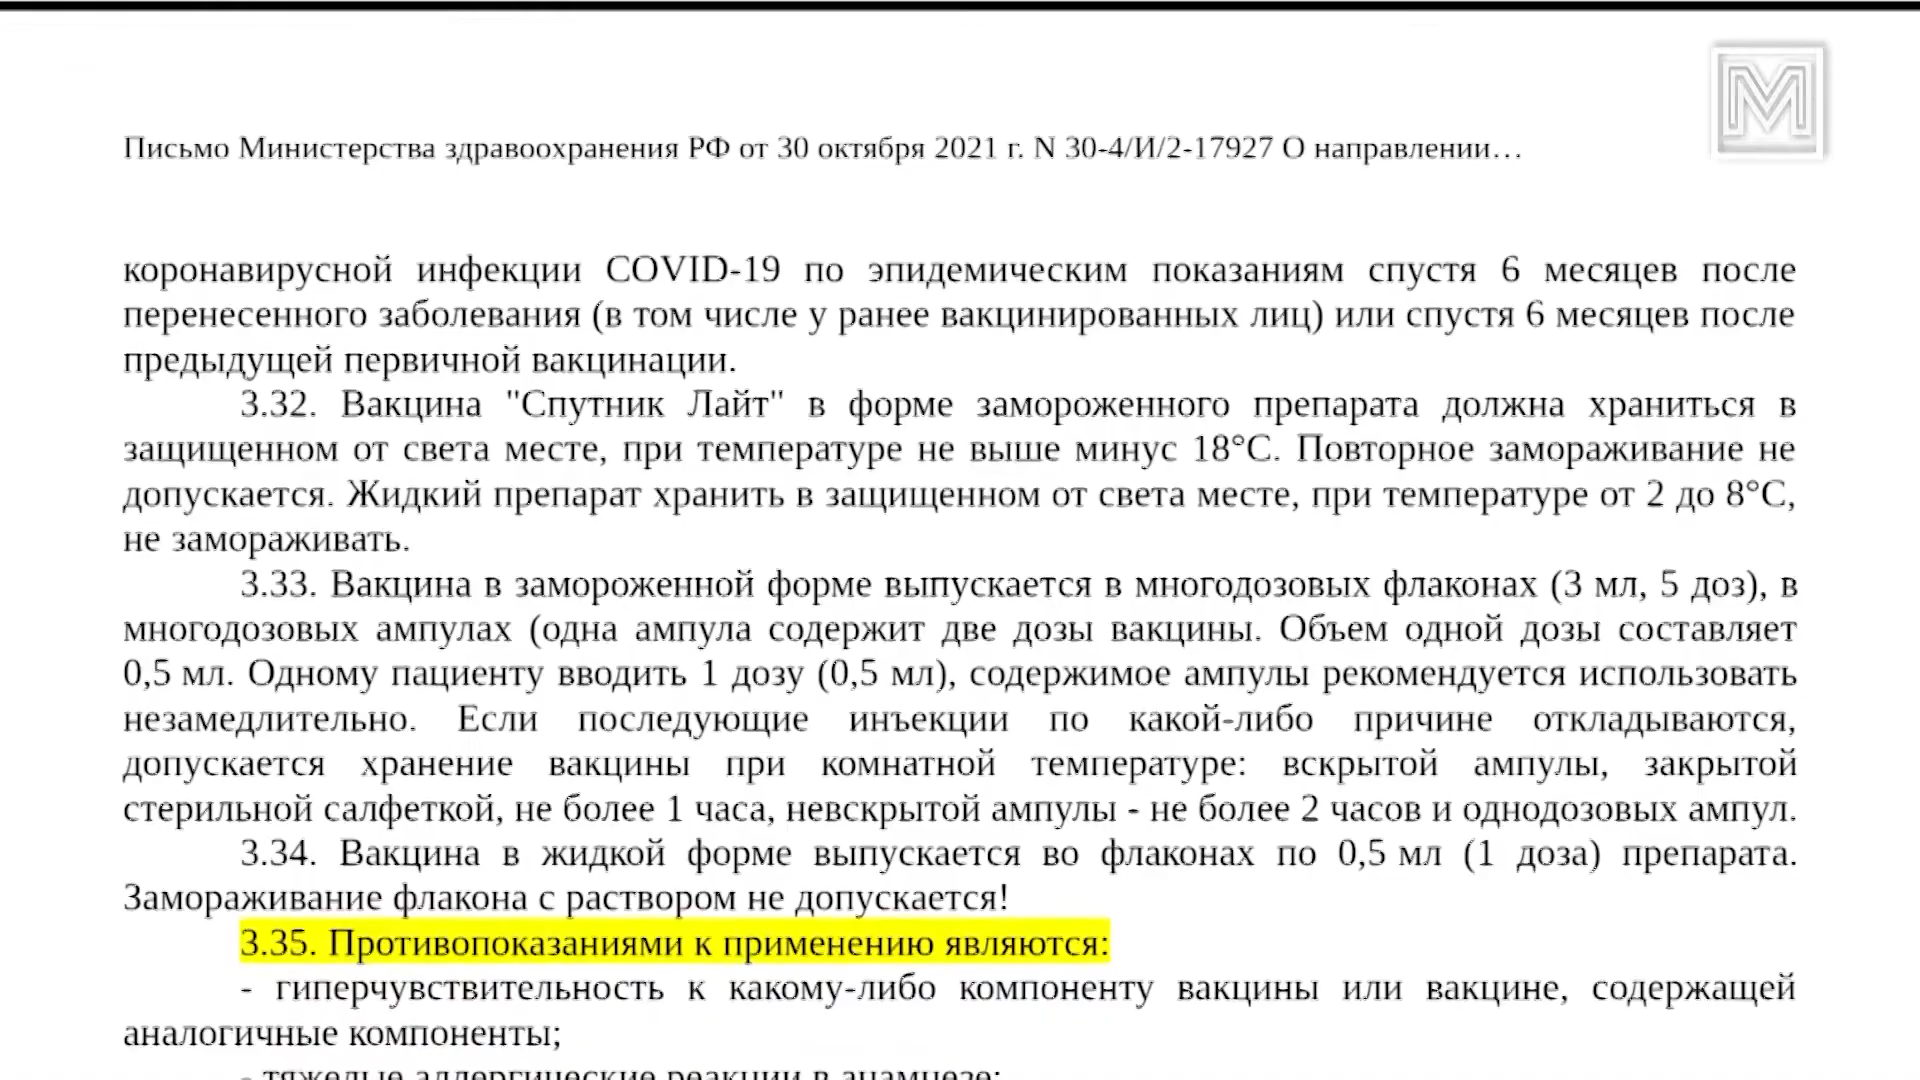 М
Письмо Министерства здравоохранения РФ от 30 октября 2021 г. N 30-4/И/2-17927 О направлении…
коронавирусной инфекции COVID-19 по эпидемическим показаниям спустя 6 месяцев после
перенесенного заболевания (в том числе у ранее вакцинированных лиц) или спустя 6 месяцев после
предыдущей первичной вакцинации.
3.32. Вакцина "Спутник Лайт" в форме замороженного препарата должна храниться в
защищенном от света месте, при температуре не выше минус 18°С. Повторное замораживание не
допускается. Жидкий препарат хранить в защищенном от света месте, при температуре от 2 до 8°С,
не замораживать.
3.33. Вакцина в замороженной форме выпускается в многодозовых флаконах (3 мл, 5 доз), в
многодозовых ампулах (одна ампула содержит две дозы вакцины. Объем одной дозы составляет
0,5 мл. Одному пациенту вводить 1 дозу (0,5 мл), содержимое ампулы рекомендуется использовать
незамедлительно. Если последующие инъекции по какой-либо причине откладываются,
допускается хранение вакцины при комнатной температуре: вскрытой ампулы, закрытой
стерильной салфеткой, не более 1 часа, невскрытой ампулы - не более 2 часов и однодозовых ампул.
3.34. Вакцина в жидкой форме выпускается во флаконах по 0,5 мл (1 доза) препарата.
Замораживание флакона с раствором не допускается!
3.35. Противопоказаниями к применению являются:
- гиперчувствительность к какому-либо компоненту вакцины или вакцине, содержащей
аналогичные компоненты;
- тяжелые аллергические реакции в анамнезе;